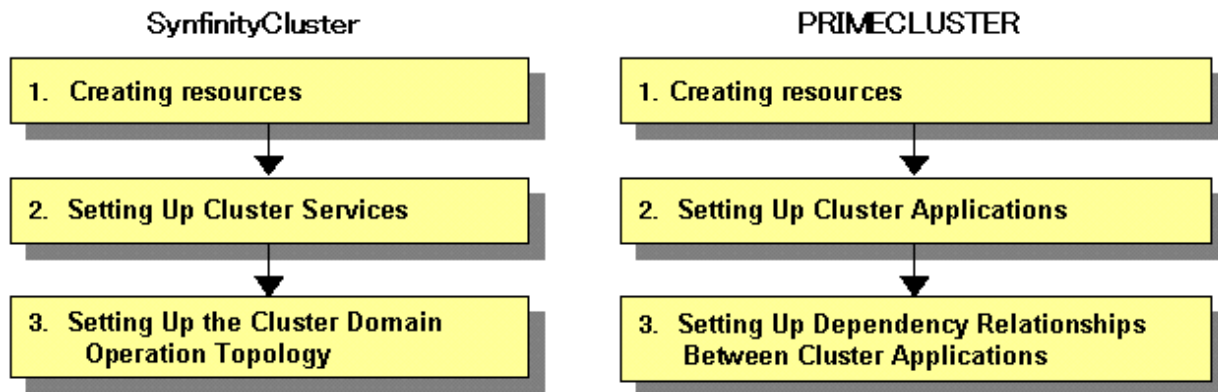 SynfinityCluster
1. Creating resources
2. Setting Up Cluster Services
3. Setting Up the Cluster Domain
Operation Topology
PRIMECLUSTER
1. Creating resources
2. Setting Up Cluster Applications
3. Setting Up Dependency Relationships
Between Cluster Applications